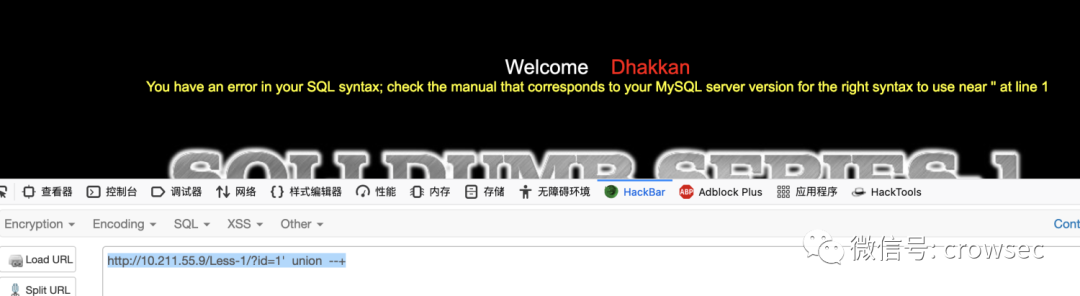 Welcome Dhakkan
You have an error in your SQL syntax; check the manual that corresponds to your MySQL server version for the right syntax to use near '' at line 1
SQLI DUMB SERIES-1
查看器 控制台 调试器 网络 样式编辑器 性能 内存 存储 无障碍环境 HackBar ABP Adblock Plus 应用程序 HackTools
Encryption Encoding SQL XSS Other Cont
Load URL http://10.211.55.9/Less-1/?id=1' union --+
微信号: crowsec
Split URL